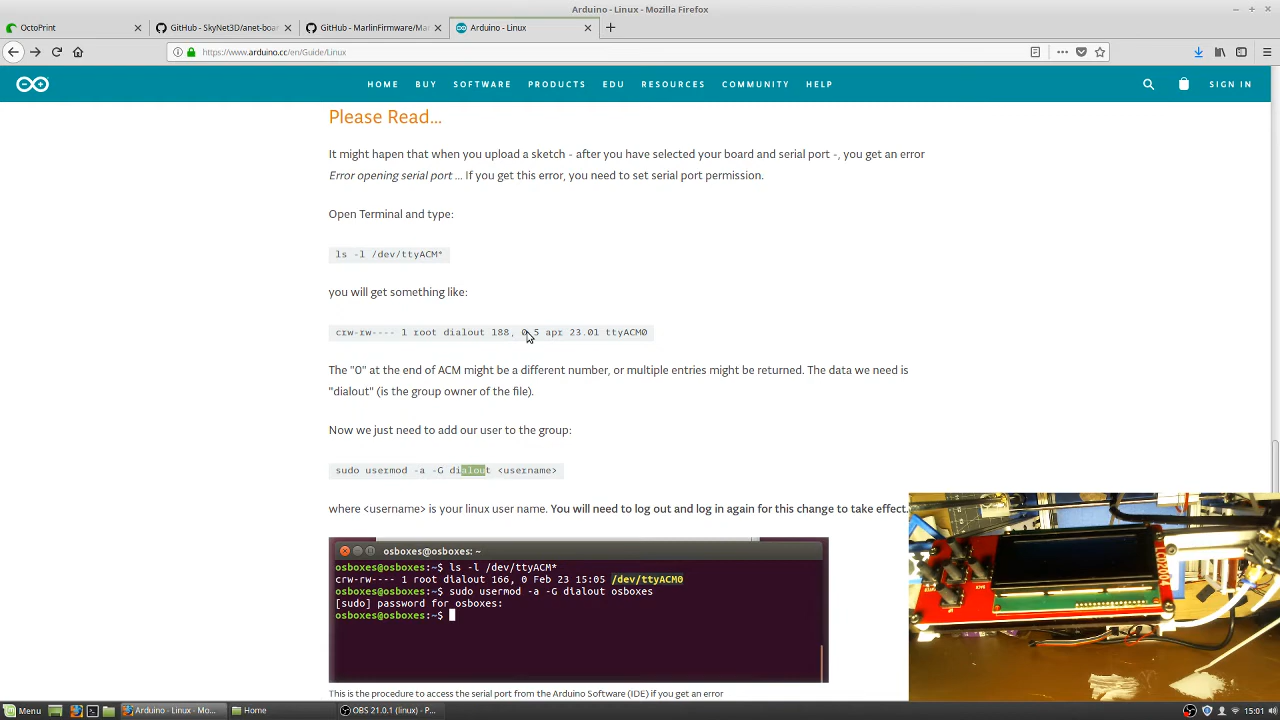 Arduino - Linux - Mozilla Firefox
OctoPrint
GitHub - SkyNet3D/anet-boa
GitHub - MarlinFirmware/Mar
Arduino - Linux
https://www.arduino.cc/en/Guide/Linux
HOME BUY SOFTWARE PRODUCTS EDU RESOURCES COMMUNITY HELP SIGN IN
Please Read...
It might hapen that when you upload a sketch - after you have selected your board and serial port -, you get an error
Error opening serial port ... If you get this error, you need to set serial port permission.
Open Terminal and type:
ls -l /dev/ttyACM*
you will get something like:
crw-rw---- 1 root dialout 188, 0 5 apr 23.01 ttyACM0
The "0" at the end of ACM might be a different number, or multiple entries might be returned. The data we need is
"dialout" (is the group owner of the file).
Now we just need to add our user to the group:
sudo usermod -a -G dialout <username>
where <username> is your linux user name. You will need to log out and log in again for this change to take effect.
osboxes@osboxes: ~
osboxes@osboxes:~$ ls -l /dev/ttyACM*
crw-rw---- 1 root dialout 166, 0 Feb 23 15:05 /dev/ttyACM0
osboxes@osboxes:~$ sudo usermod -a -G dialout osboxes
[sudo] password for osboxes:
osboxes@osboxes:~$
This is the procedure to access the serial port from the Arduino Software (IDE) if you get an error
Menu
Arduino - Linux - Mo...
Home
OBS 21.0.1 (linux) - P...
15:01